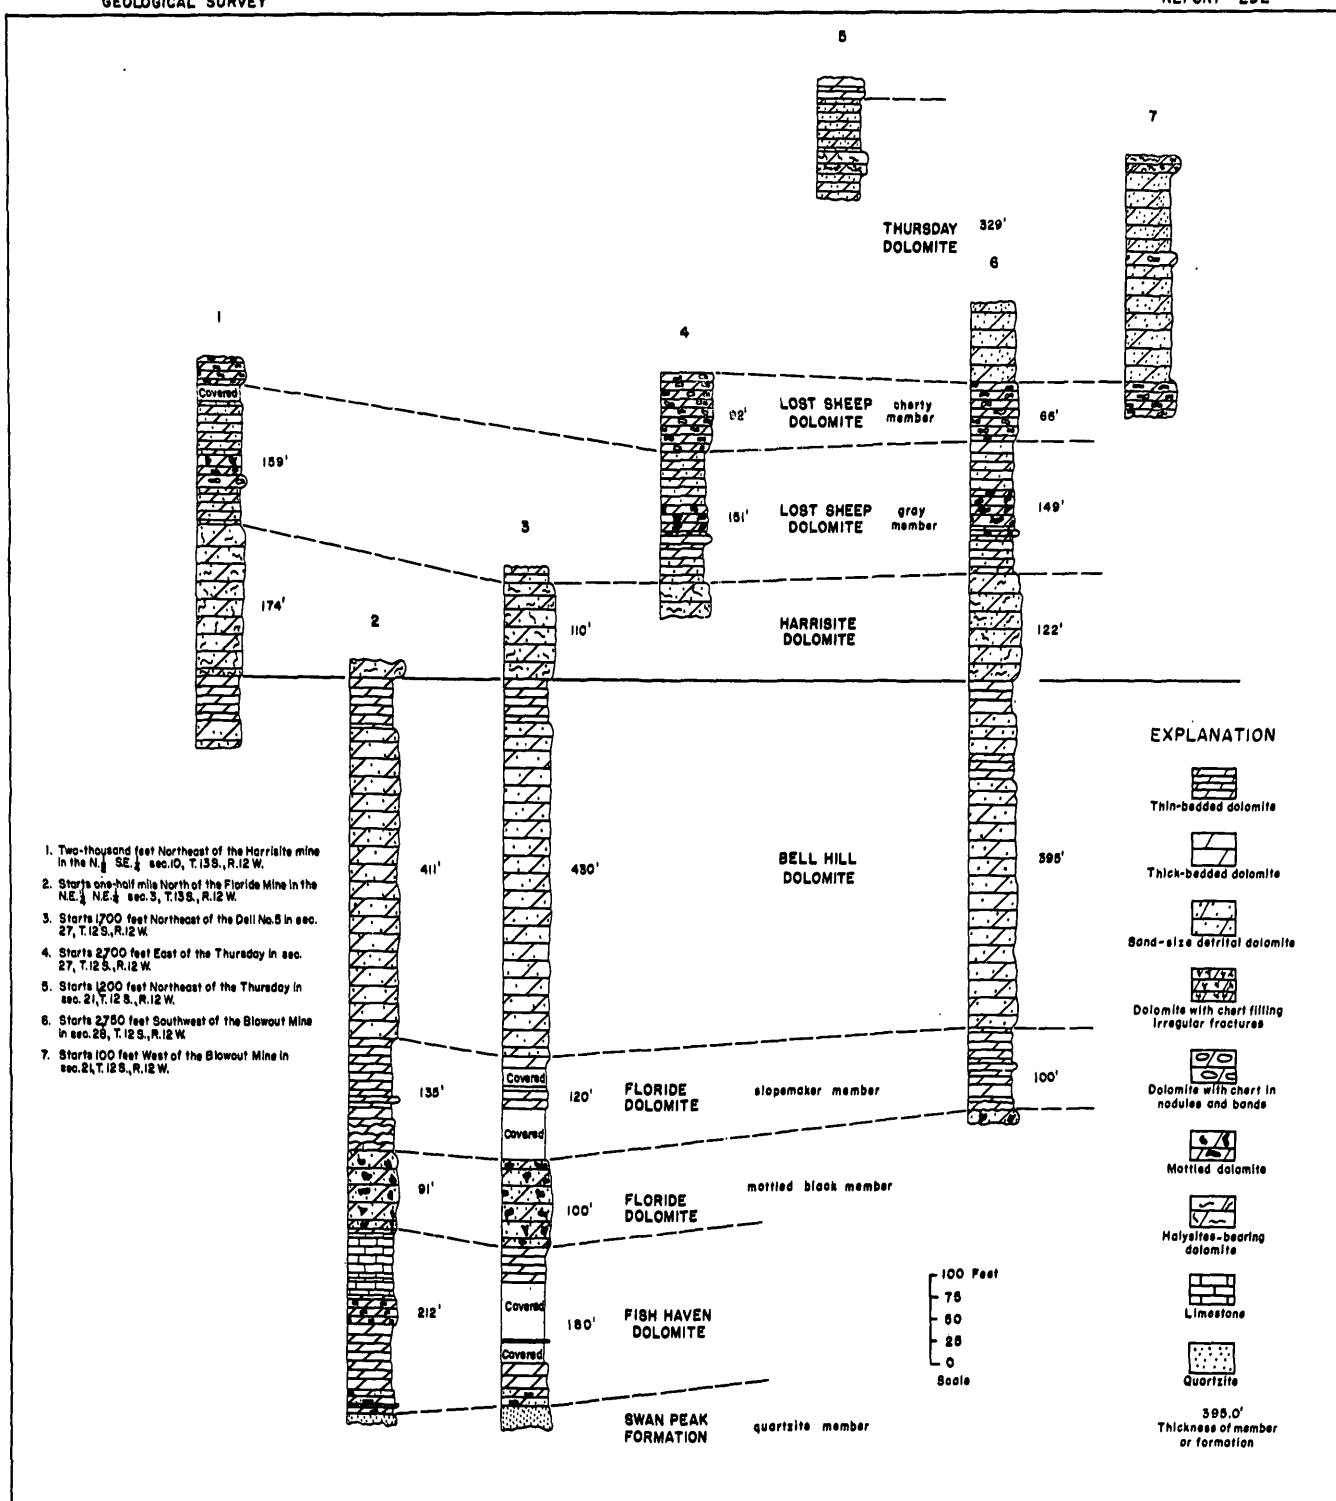 GEOLOGICAL SURVEY
REPORT 292
5
7
THURSDAY
DOLOMITE
329'
6
1
4
Covered
92'
LOST SHEEP
DOLOMITE
cherty
member
66'
159'
3
151'
LOST SHEEP
DOLOMITE
gray
member
149'
174'
2
110'
HARRISITE
DOLOMITE
122'
411'
430'
BELL HILL
DOLOMITE
395'
1. Two-thousand feet Northeast of the Harrisite mine
in the N.½ S.E.¼ sec.10, T.13S., R.12 W.
2. Starts one-half mile North of the Floride Mine in the
N.E.¼ N.E.¼ sec.3, T.13S., R.12 W.
3. Starts 1700 feet Northeast of the Dell No.5 in sec.
27, T.12S., R.12 W.
4. Starts 2700 feet East of the Thursday in sec.
27, T.12S., R.12 W.
5. Starts 1200 feet Northeast of the Thursday in
sec. 21, T.12S., R.12 W.
6. Starts 2750 feet Southwest of the Blowout Mine
in sec. 28, T.12S., R.12 W.
7. Starts 100 feet West of the Blowout Mine in
sec. 21, T.12S., R.12 W.
135'
Covered
Covered
120'
FLORIDE
DOLOMITE
slopemaker member
100'
91'
100'
FLORIDE
DOLOMITE
mottled black member
212'
Covered
Covered
180'
FISH HAVEN
DOLOMITE
SWAN PEAK
FORMATION
quartzite member
100 Feet
75
50
25
0
Scale
EXPLANATION
Thin-bedded dolomite
Thick-bedded dolomite
Sand-size detrital dolomite
Dolomite with chert filling
irregular fractures
Dolomite with chert in
nodules and bands
Mottled dolomite
Halysites-bearing
dolomite
Limestone
Quartzite
395.0'
Thickness of member
or formation